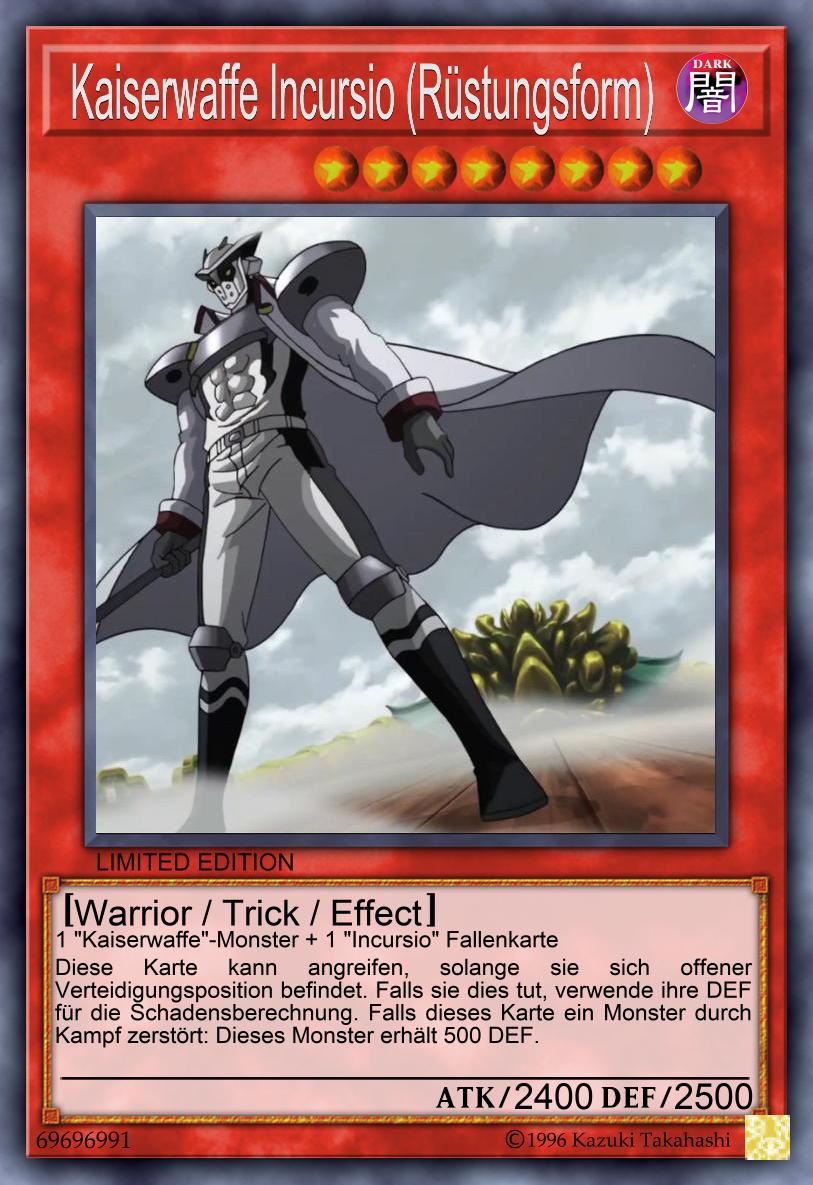 Kaiserwaffe Incursio (Rüstungsform)
DARK
闇
LIMITED EDITION
[Warrior / Trick / Effect]
1 "Kaiserwaffe"-Monster + 1 "Incursio" Fallenkarte
Diese Karte kann angreifen, solange sie sich offener
Verteidigungsposition befindet. Falls sie dies tut, verwende ihre DEF
für die Schadensberechnung. Falls dieses Karte ein Monster durch
Kampf zerstört: Dieses Monster erhält 500 DEF.
ATK/2400 DEF/2500
69696991
©1996 Kazuki Takahashi